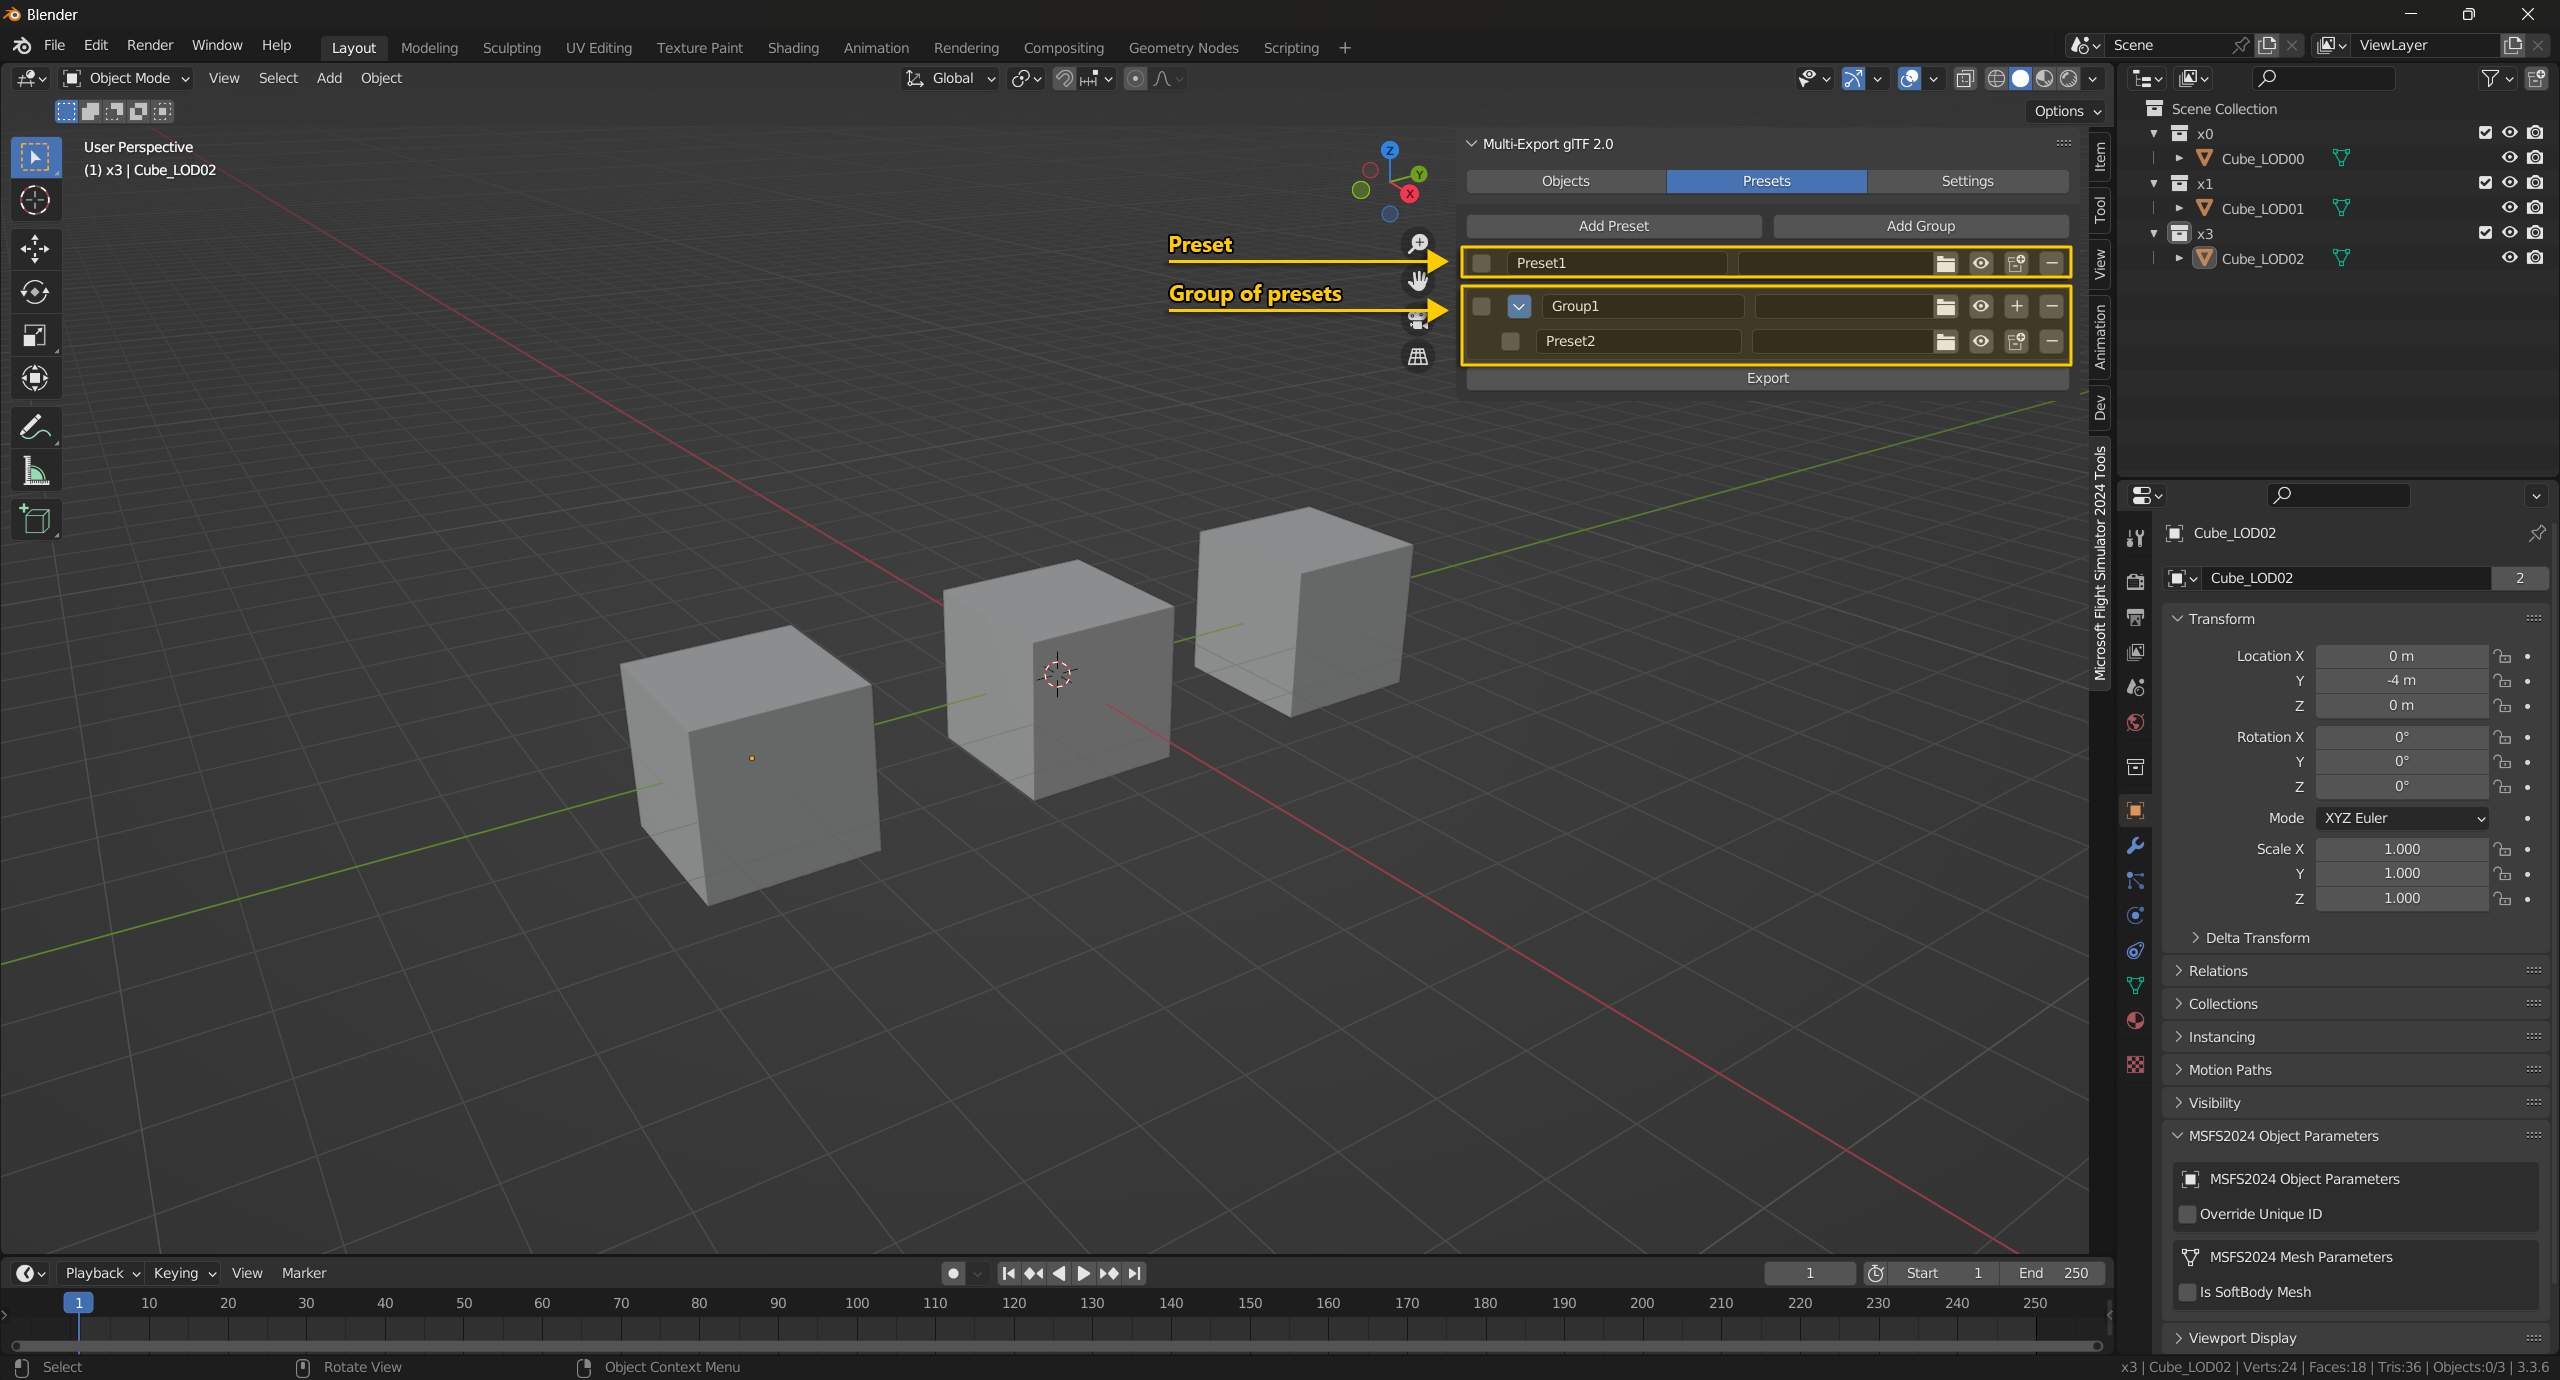 Blender
File Edit Render Window Help Layout Modeling Sculpting UV Editing Texture Paint Shading Animation Rendering Compositing Geometry Nodes Scripting + Scene ViewLayer
Object Mode View Select Add Object Global
Options
User Perspective
(1) x3 | Cube_LOD02
Z
Y
X
Multi-Export glTF 2.0
Objects Presets Settings
Add Preset Add Group
Preset
Preset1
Group of presets
Group1
Preset2
Export
Item
Tool
View
Animation
Dev
Microsoft Flight Simulator 2024 Tools
Scene Collection
x0
Cube_LOD00
x1
Cube_LOD01
x3
Cube_LOD02
Cube_LOD02
Cube_LOD02 2
Transform
Location X 0 m
Y -4 m
Z 0 m
Rotation X 0°
Y 0°
Z 0°
Mode XYZ Euler
Scale X 1.000
Y 1.000
Z 1.000
Delta Transform
Relations
Collections
Instancing
Motion Paths
Visibility
MSFS2024 Object Parameters
MSFS2024 Object Parameters
Override Unique ID
MSFS2024 Mesh Parameters
Is SoftBody Mesh
Viewport Display
Playback Keying View Marker 1 Start 1 End 250
1 10 20 30 40 50 60 70 80 90 100 110 120 130 140 150 160 170 180 190 200 210 220 230 240 250
Select Rotate View Object Context Menu x3 | Cube_LOD02 | Verts:24 | Faces:18 | Tris:36 | Objects:0/3 | 3.3.6